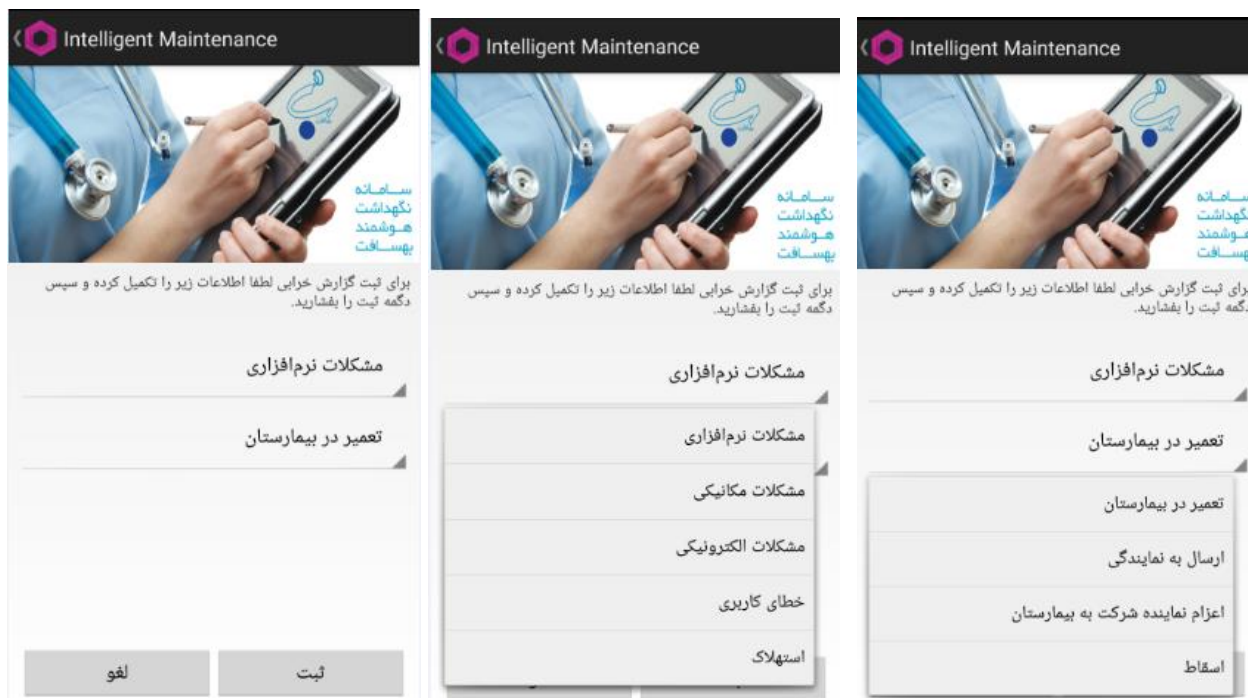 Intelligent Maintenance
سامانه
نگهداشت
هوشمند
بهسافت
برای ثبت گزارش خرابی لطفا اطلاعات زیر را تکمیل کرده و سپس
دگمه ثبت را بفشارید.
مشکلات نرم‌افزاری
تعمیر در بیمارستان
ثبت
لغو
Intelligent Maintenance
سامانه
نگهداشت
هوشمند
بهسافت
برای ثبت گزارش خرابی لطفا اطلاعات زیر را تکمیل کرده و سپس
دگمه ثبت را بفشارید.
مشکلات نرم‌افزاری
مشکلات نرم‌افزاری
مشکلات مکانیکی
مشکلات الکترونیکی
خطای کاربری
استهلاک
Intelligent Maintenance
سامانه
نگهداشت
هوشمند
بهسافت
برای ثبت گزارش خرابی لطفا اطلاعات زیر را تکمیل کرده و سپس
دگمه ثبت را بفشارید.
مشکلات نرم‌افزاری
تعمیر در بیمارستان
تعمیر در بیمارستان
ارسال به نمایندگی
اعزام نماینده شرکت به بیمارستان
اسقاط